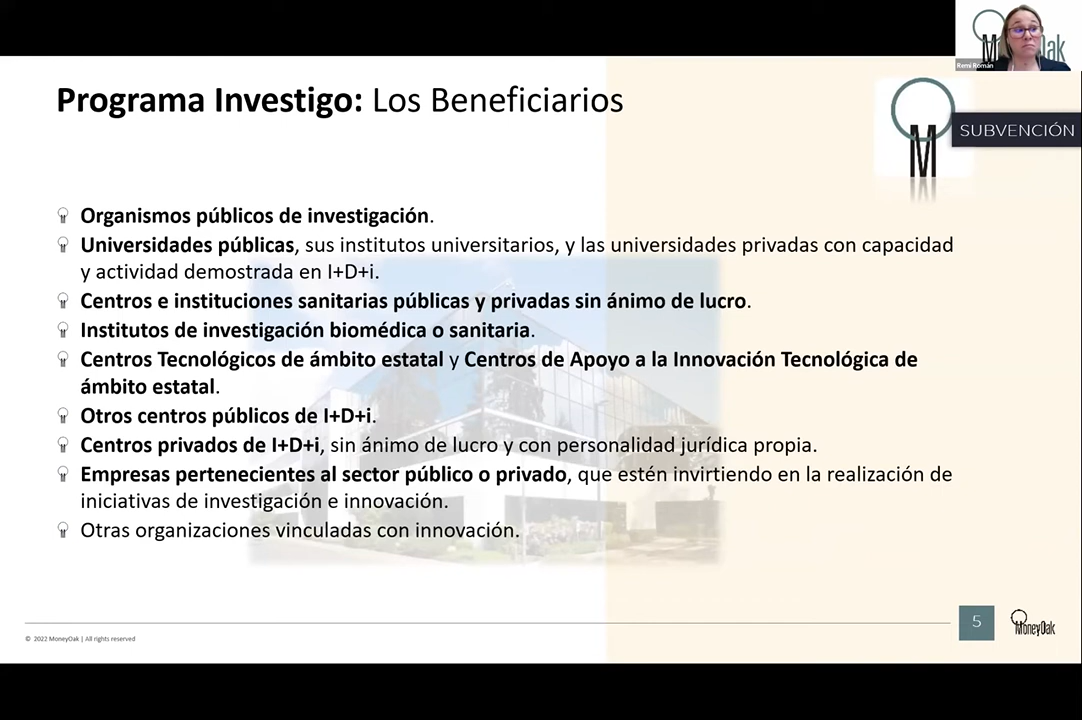 Remi Román
Programa Investigo: Los Beneficiarios
SUBVENCIÓN
Organismos públicos de investigación.
Universidades públicas, sus institutos universitarios, y las universidades privadas con capacidad
y actividad demostrada en I+D+i.
Centros e instituciones sanitarias públicas y privadas sin ánimo de lucro.
Institutos de investigación biomédica o sanitaria.
Centros Tecnológicos de ámbito estatal y Centros de Apoyo a la Innovación Tecnológica de
ámbito estatal.
Otros centros públicos de I+D+i.
Centros privados de I+D+i, sin ánimo de lucro y con personalidad jurídica propia.
Empresas pertenecientes al sector público o privado, que estén invirtiendo en la realización de
iniciativas de investigación e innovación.
Otras organizaciones vinculadas con innovación.
5
MoneyOak
© 2022 MoneyOak | All rights reserved